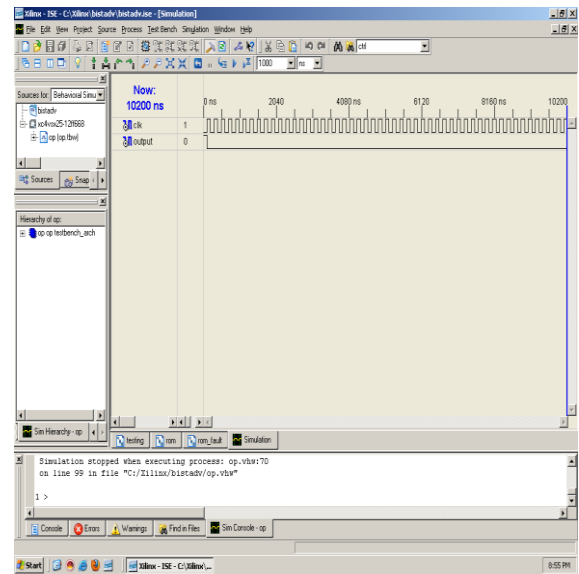 Xilinx - ISE - C:\Xilinx\bistadv\bistadv.ise - [Simulation]
File Edit View Project Source Process Test Bench Simulation Window Help
ctrl
1000 ns
Sources for: Behavioral Simu
bistadv
op (op.tbw)
Sources Snap
Now:
10200 ns
0 ns 2040 4080 ns 6120 8160 ns 10200
clk 1
output 0
Hierarchy of op:
op op testbench_arch
Sim Hierarchy - op
testing rom rom_fault Simulation
Simulation stopped when executing process: op.vhw:70
on line 99 in file "C:/Xilinx/bistadv/op.vhw"
1 >
Console Errors Warnings Find in Files Sim Console - op
Start Xilinx - ISE - C:\Xilinx\... 8:55 PM